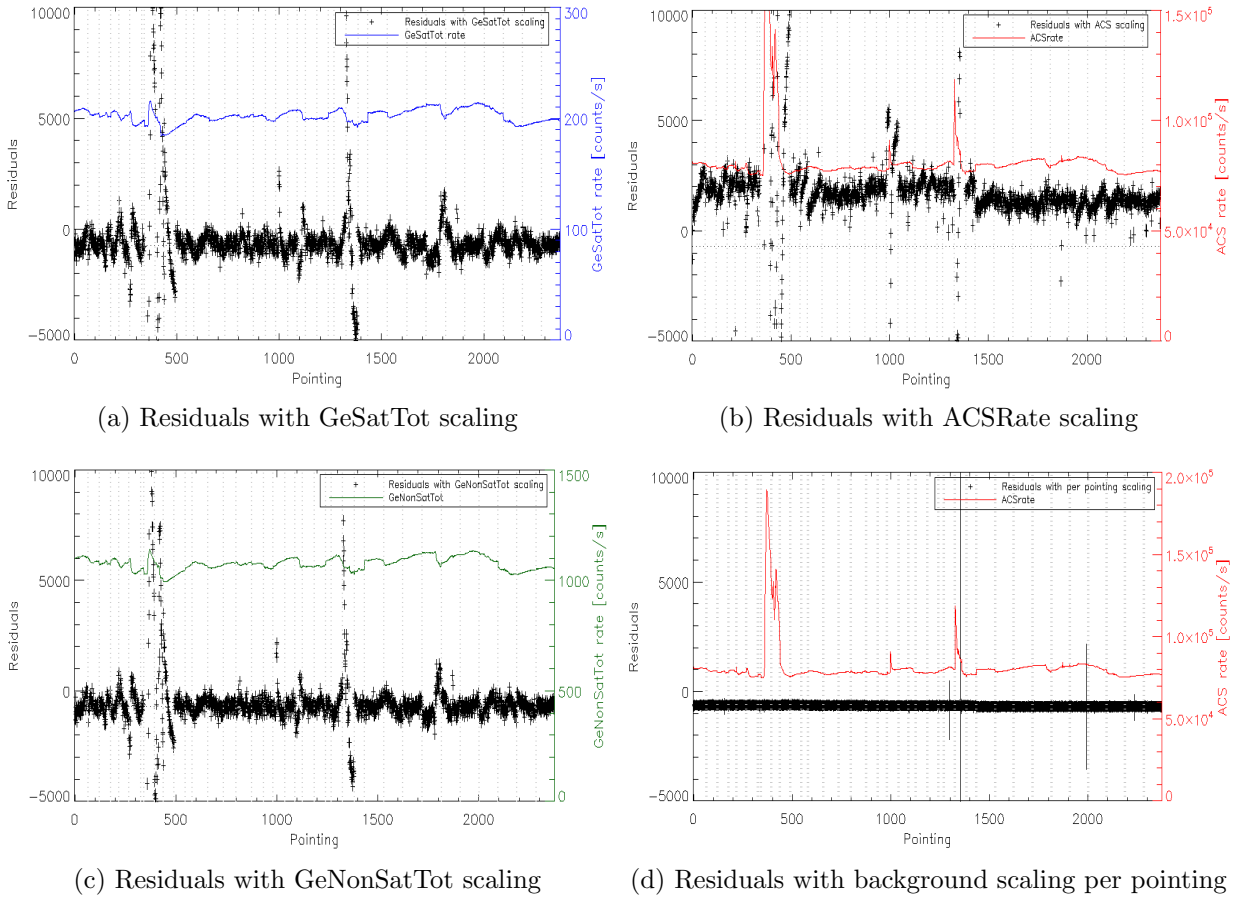 10000
5000
0
−5000
Residuals
0
500
1000
1500
2000
Pointing
300
200
100
0
GeSatTot rate [counts/s]
Residuals with GeSatTot scaling
GeSatTot rate
(a) Residuals with GeSatTot scaling
10000
5000
0
−5000
Residuals
0
500
1000
1500
2000
Pointing
1.5×10⁵
1.0×10⁵
5.0×10⁴
0
ACS rate [counts/s]
Residuals with ACS scaling
ACSrate
(b) Residuals with ACSRate scaling
10000
5000
0
−5000
Residuals
0
500
1000
1500
2000
Pointing
1500
1000
500
0
GeNonSatTot rate [counts/s]
Residuals with GeNonSatTot scaling
GeNonSatTot
(c) Residuals with GeNonSatTot scaling
10000
5000
0
−5000
Residuals
0
500
1000
1500
2000
Pointing
2.0×10⁵
1.5×10⁵
1.0×10⁵
5.0×10⁴
0
ACS rate [counts/s]
Residuals with per pointing scaling
ACSrate
(d) Residuals with background scaling per pointing